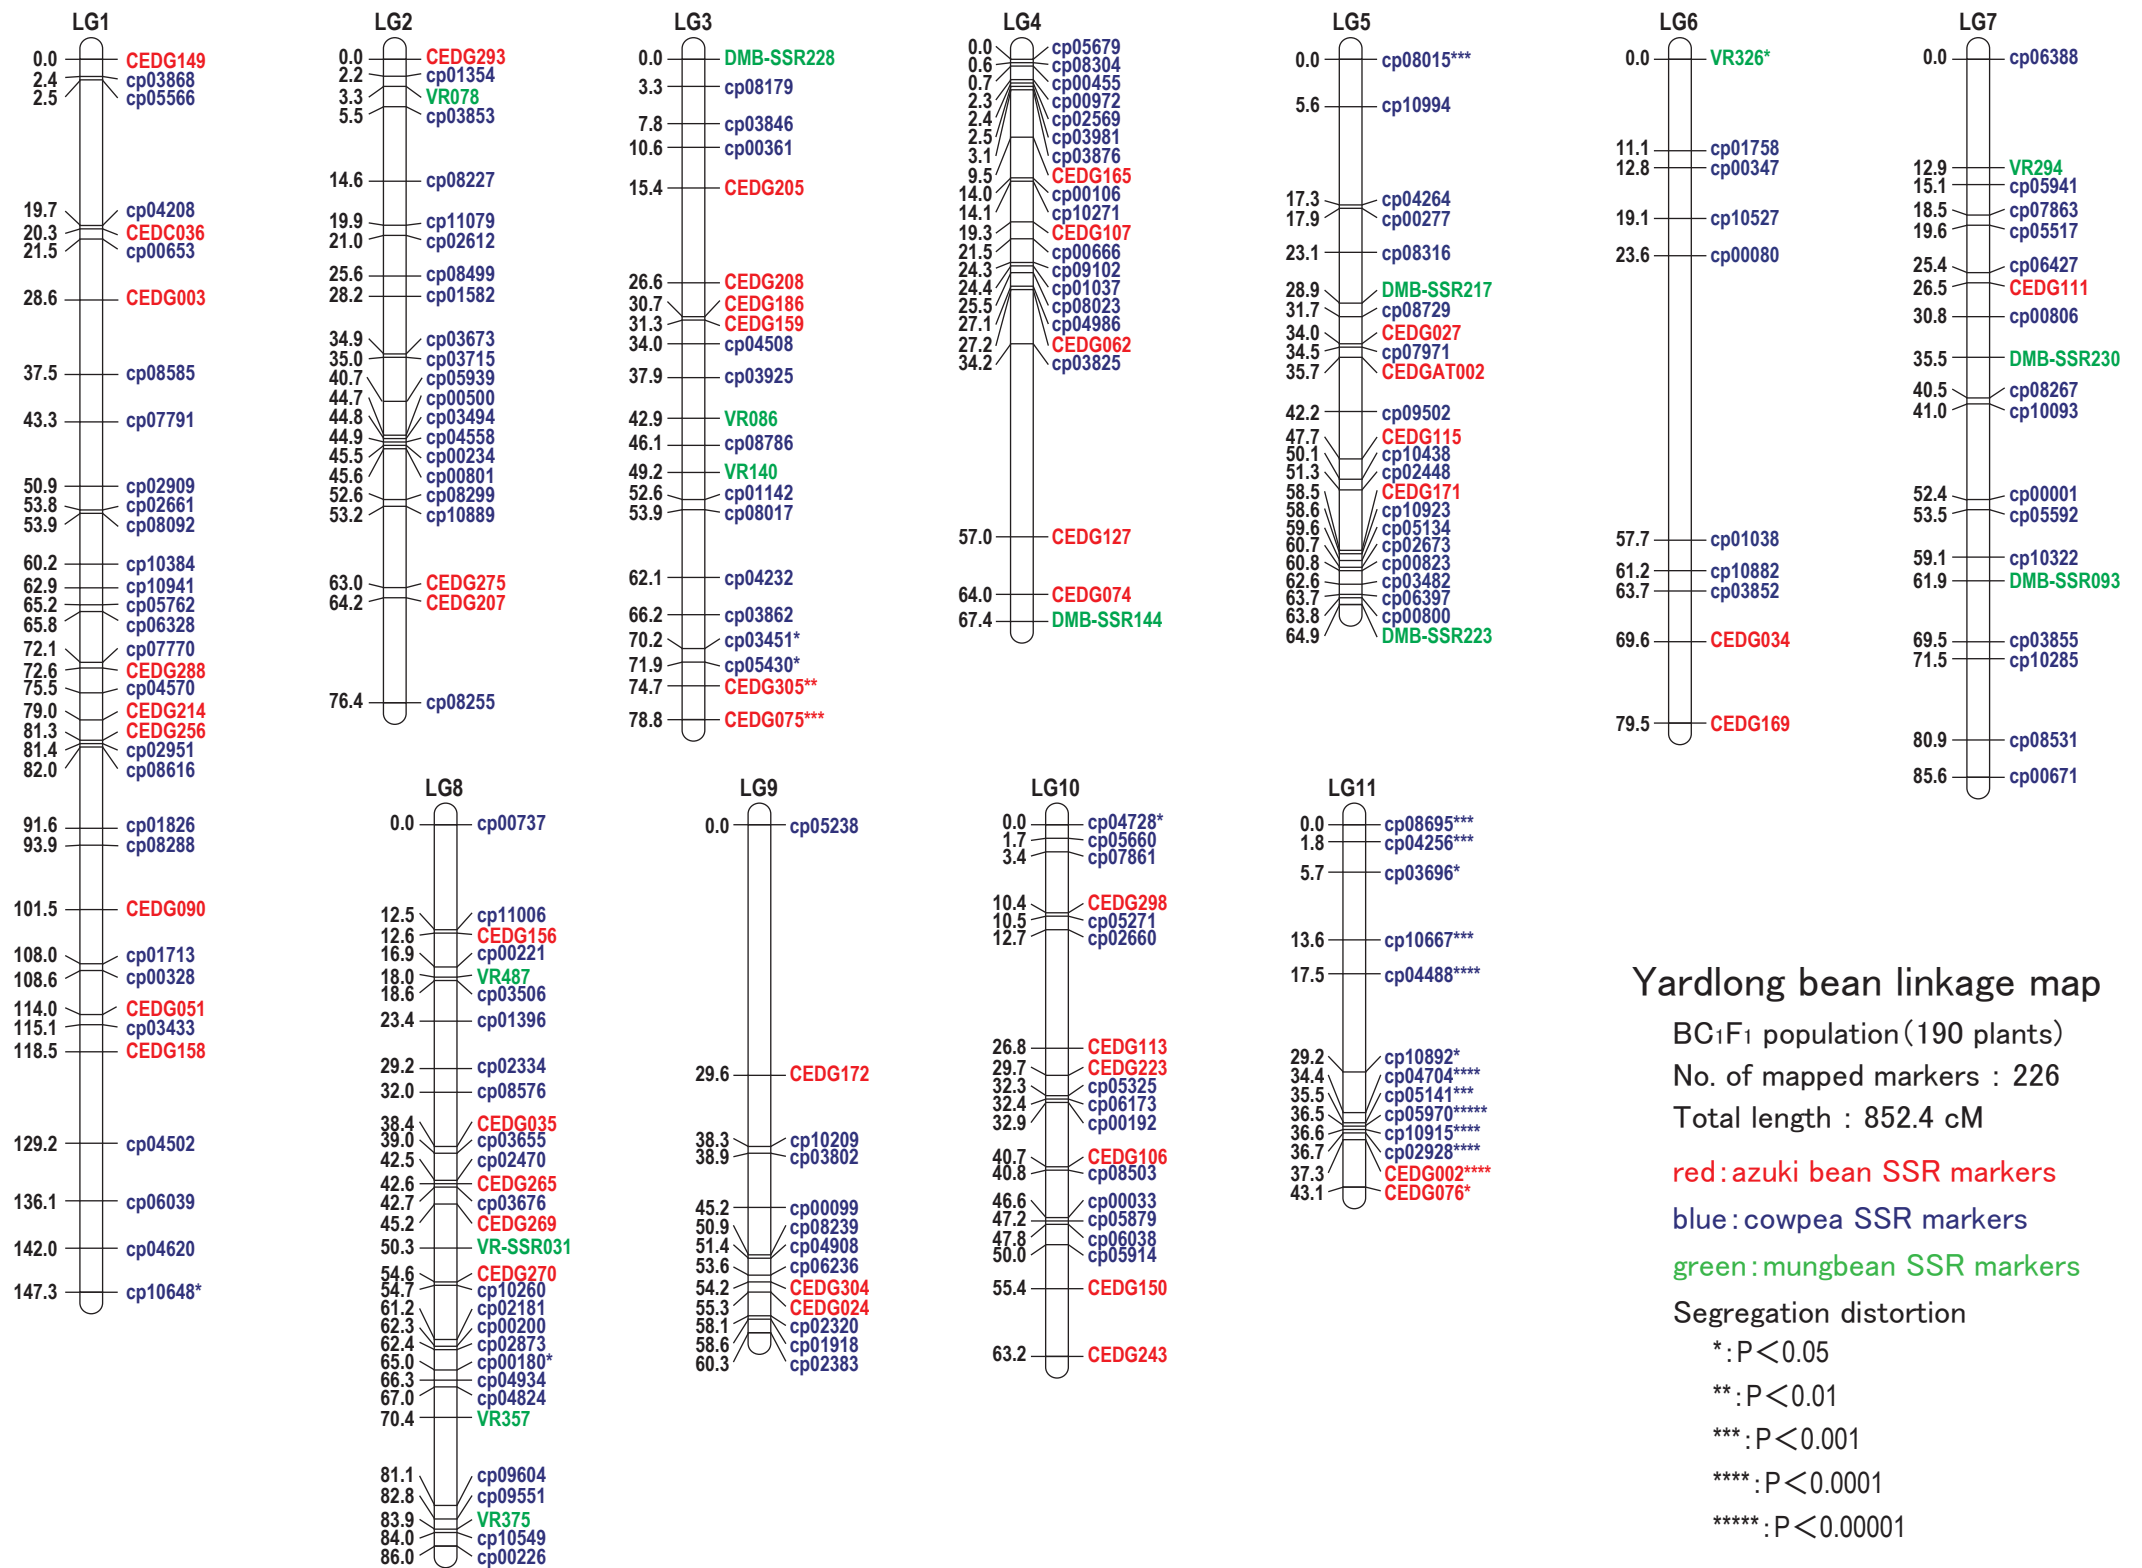 LG1
0.0 CEDG149
2.4 cp03868
2.5 cp05566
19.7 cp04208
20.3 CEDC036
21.5 cp00653
28.6 CEDG003
37.5 cp08585
43.3 cp07791
50.9 cp02909
53.8 cp02661
53.9 cp08092
60.2 cp10384
62.9 cp10941
65.2 cp05762
65.8 cp06328
72.1 cp07770
72.6 CEDG288
75.5 cp04570
79.0 CEDG214
81.3 CEDG256
81.4 cp02951
82.0 cp08616
91.6 cp01826
93.9 cp08288
101.5 CEDG090
108.0 cp01713
108.6 cp00328
114.0 CEDG051
115.1 cp03433
118.5 CEDG158
129.2 cp04502
136.1 cp06039
142.0 cp04620
147.3 cp10648*
LG2
0.0 CEDG293
2.2 cp01354
3.3 VR078
5.5 cp03853
14.6 cp08227
19.9 cp11079
21.0 cp02612
25.6 cp08499
28.2 cp01582
34.9 cp03673
35.0 cp03715
40.7 cp05939
44.7 cp00500
44.8 cp03494
44.9 cp04558
45.5 cp00234
45.6 cp00801
52.6 cp08299
53.2 cp10889
63.0 CEDG275
64.2 CEDG207
76.4 cp08255
LG3
0.0 DMB-SSR228
3.3 cp08179
7.8 cp03846
10.6 cp00361
15.4 CEDG205
26.6 CEDG208
30.7 CEDG186
31.3 CEDG159
34.0 cp04508
37.9 cp03925
42.9 VR086
46.1 cp08786
49.2 VR140
52.6 cp01142
53.9 cp08017
62.1 cp04232
66.2 cp03862
70.2 cp03451*
71.9 cp05430*
74.7 CEDG305**
78.8 CEDG075***
LG4
0.0 cp05679
0.6 cp08304
0.7 cp00455
2.3 cp00972
2.4 cp02569
2.5 cp03981
3.1 cp03876
9.5 CEDG165
14.0 cp00106
14.1 cp10271
19.3 CEDG107
21.5 cp00666
24.3 cp09102
24.4 cp01037
25.5 cp08023
27.1 cp04986
27.2 CEDG062
34.2 cp03825
57.0 CEDG127
64.0 CEDG074
67.4 DMB-SSR144
LG5
0.0 cp08015***
5.6 cp10994
17.3 cp04264
17.9 cp00277
23.1 cp08316
28.9 DMB-SSR217
31.7 cp08729
34.0 CEDG027
34.5 cp07971
35.7 CEDGAT002
42.2 cp09502
47.7 CEDG115
50.1 cp10438
51.3 cp02448
58.5 CEDG171
58.6 cp10923
59.6 cp05134
60.7 cp02673
60.8 cp00823
62.6 cp03482
63.7 cp06397
63.8 cp00800
64.9 DMB-SSR223
LG6
0.0 VR326*
11.1 cp01758
12.8 cp00347
19.1 cp10527
23.6 cp00080
57.7 cp01038
61.2 cp10882
63.7 cp03852
69.6 CEDG034
79.5 CEDG169
LG7
0.0 cp06388
12.9 VR294
15.1 cp05941
18.5 cp07863
19.6 cp05517
25.4 cp06427
26.5 CEDG111
30.8 cp00806
35.5 DMB-SSR230
40.5 cp08267
41.0 cp10093
52.4 cp00001
53.5 cp05592
59.1 cp10322
61.9 DMB-SSR093
69.5 cp03855
71.5 cp10285
80.9 cp08531
85.6 cp00671
LG8
0.0 cp00737
12.5 cp11006
12.6 CEDG156
16.9 cp00221
18.0 VR487
18.6 cp03506
23.4 cp01396
29.2 cp02334
32.0 cp08576
38.4 CEDG035
39.0 cp03655
42.5 cp02470
42.6 CEDG265
42.7 cp03676
45.2 CEDG269
50.3 VR-SSR031
54.6 CEDG270
54.7 cp10260
61.2 cp02181
62.3 cp00200
62.4 cp02873
65.0 cp00180*
66.3 cp04934
67.0 cp04824
70.4 VR357
81.1 cp09604
82.8 cp09551
83.9 VR375
84.0 cp10549
86.0 cp00226
LG9
0.0 cp05238
29.6 CEDG172
38.3 cp10209
38.9 cp03802
45.2 cp00099
50.9 cp08239
51.4 cp04908
53.6 cp06236
54.2 CEDG304
55.3 CEDG024
58.1 cp02320
58.6 cp01918
60.3 cp02383
LG10
0.0 cp04728*
1.7 cp05660
3.4 cp07861
10.4 CEDG298
10.5 cp05271
12.7 cp02660
26.8 CEDG113
29.7 CEDG223
32.3 cp05325
32.4 cp06173
32.9 cp00192
40.7 CEDG106
40.8 cp08503
46.6 cp00033
47.2 cp05879
47.8 cp06038
50.0 cp05914
55.4 CEDG150
63.2 CEDG243
LG11
0.0 cp08695***
1.8 cp04256***
5.7 cp03696*
13.6 cp10667***
17.5 cp04488****
29.2 cp10892*
34.4 cp04704****
35.5 cp05141***
36.5 cp05970*****
36.6 cp10915****
36.7 cp02928****
37.3 CEDG002****
43.1 CEDG076*
Yardlong bean linkage map
BC1F1 population (190 plants)
No. of mapped markers : 226
Total length : 852.4 cM
red:azuki bean SSR markers
blue:cowpea SSR markers
green:mungbean SSR markers
Segregation distortion
*:P<0.05
**:P<0.01
***:P<0.001
****:P<0.0001
*****:P<0.00001